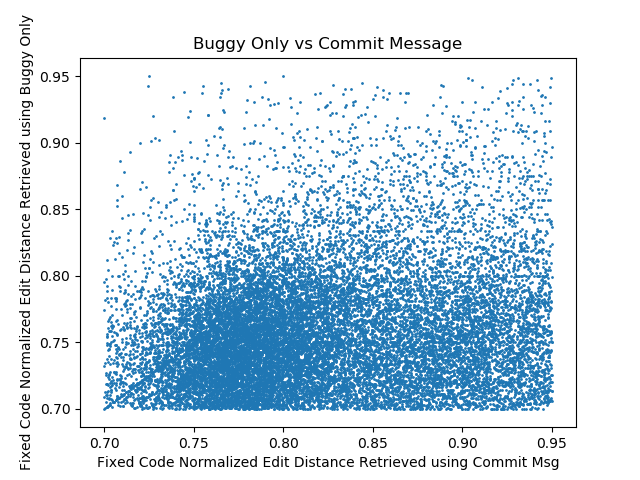 Buggy Only vs Commit Message
Fixed Code Normalized Edit Distance Retrieved using Buggy Only
0.95
0.90
0.85
0.80
0.75
0.70
0.70 0.75 0.80 0.85 0.90 0.95
Fixed Code Normalized Edit Distance Retrieved using Commit Msg